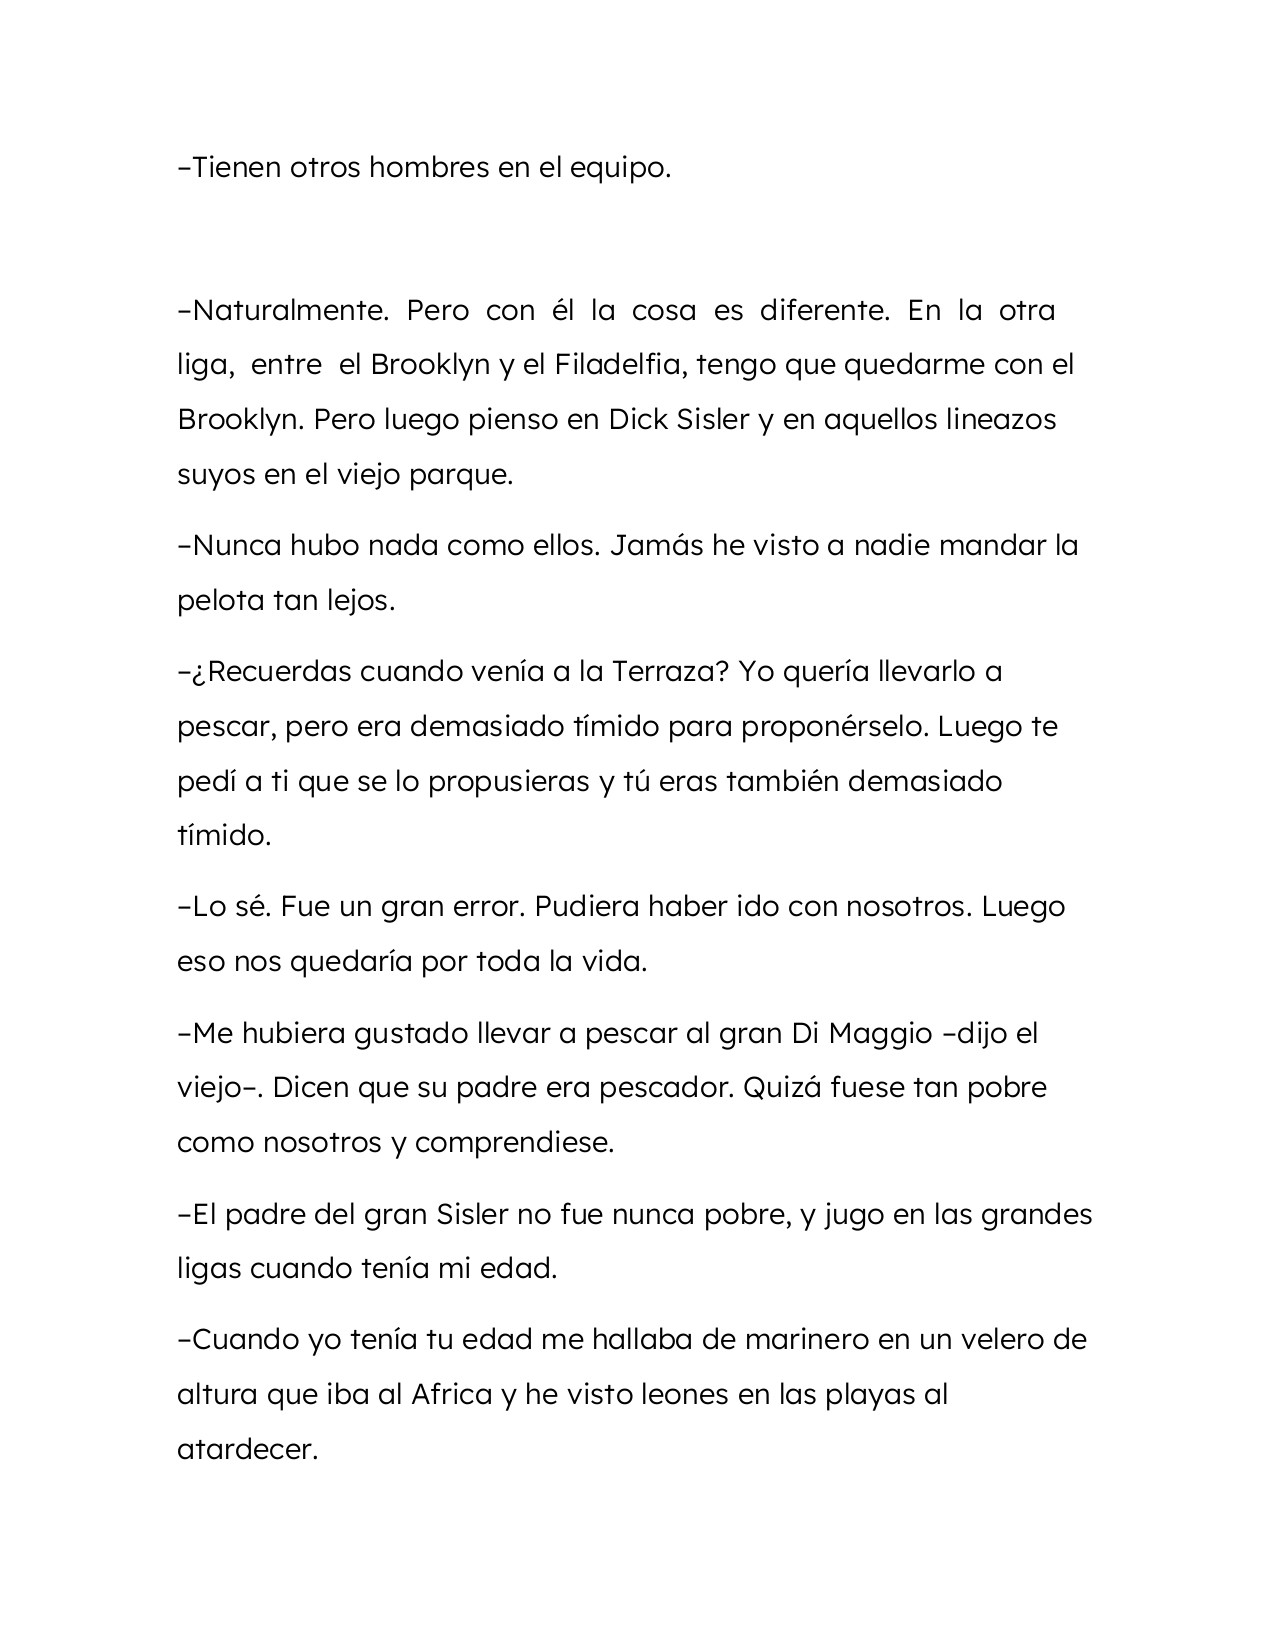 –Tienen otros hombres en el equipo.
–Naturalmente. Pero con él la cosa es diferente. En la otra
liga, entre el Brooklyn y el Filadelfia, tengo que quedarme con el
Brooklyn. Pero luego pienso en Dick Sisler y en aquellos lineazos
suyos en el viejo parque.
–Nunca hubo nada como ellos. Jamás he visto a nadie mandar la
pelota tan lejos.
–¿Recuerdas cuando venía a la Terraza? Yo quería llevarlo a
pescar, pero era demasiado tímido para proponérselo. Luego te
pedí a ti que se lo propusieras y tú eras también demasiado
tímido.
–Lo sé. Fue un gran error. Pudiera haber ido con nosotros. Luego
eso nos quedaría por toda la vida.
–Me hubiera gustado llevar a pescar al gran Di Maggio –dijo el
viejo–. Dicen que su padre era pescador. Quizá fuese tan pobre
como nosotros y comprendiese.
–El padre del gran Sisler no fue nunca pobre, y jugo en las grandes
ligas cuando tenía mi edad.
–Cuando yo tenía tu edad me hallaba de marinero en un velero de
altura que iba al Africa y he visto leones en las playas al
atardecer.